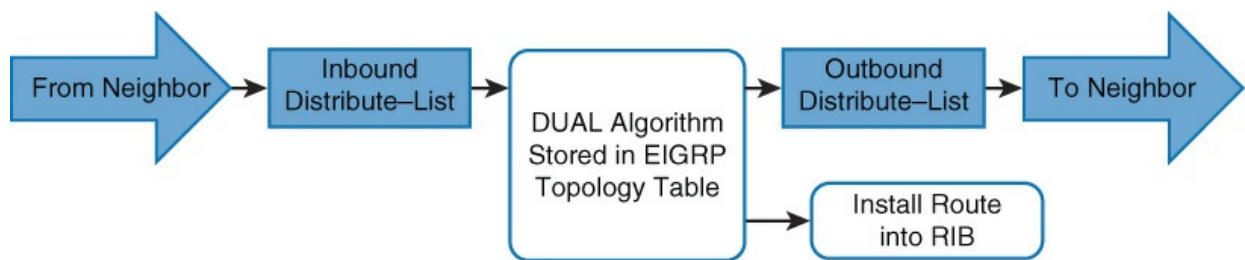 From Neighbor
Inbound
Distribute–List
DUAL Algorithm
Stored in EIGRP
Topology Table
Outbound
Distribute–List
To Neighbor
Install Route
into RIB